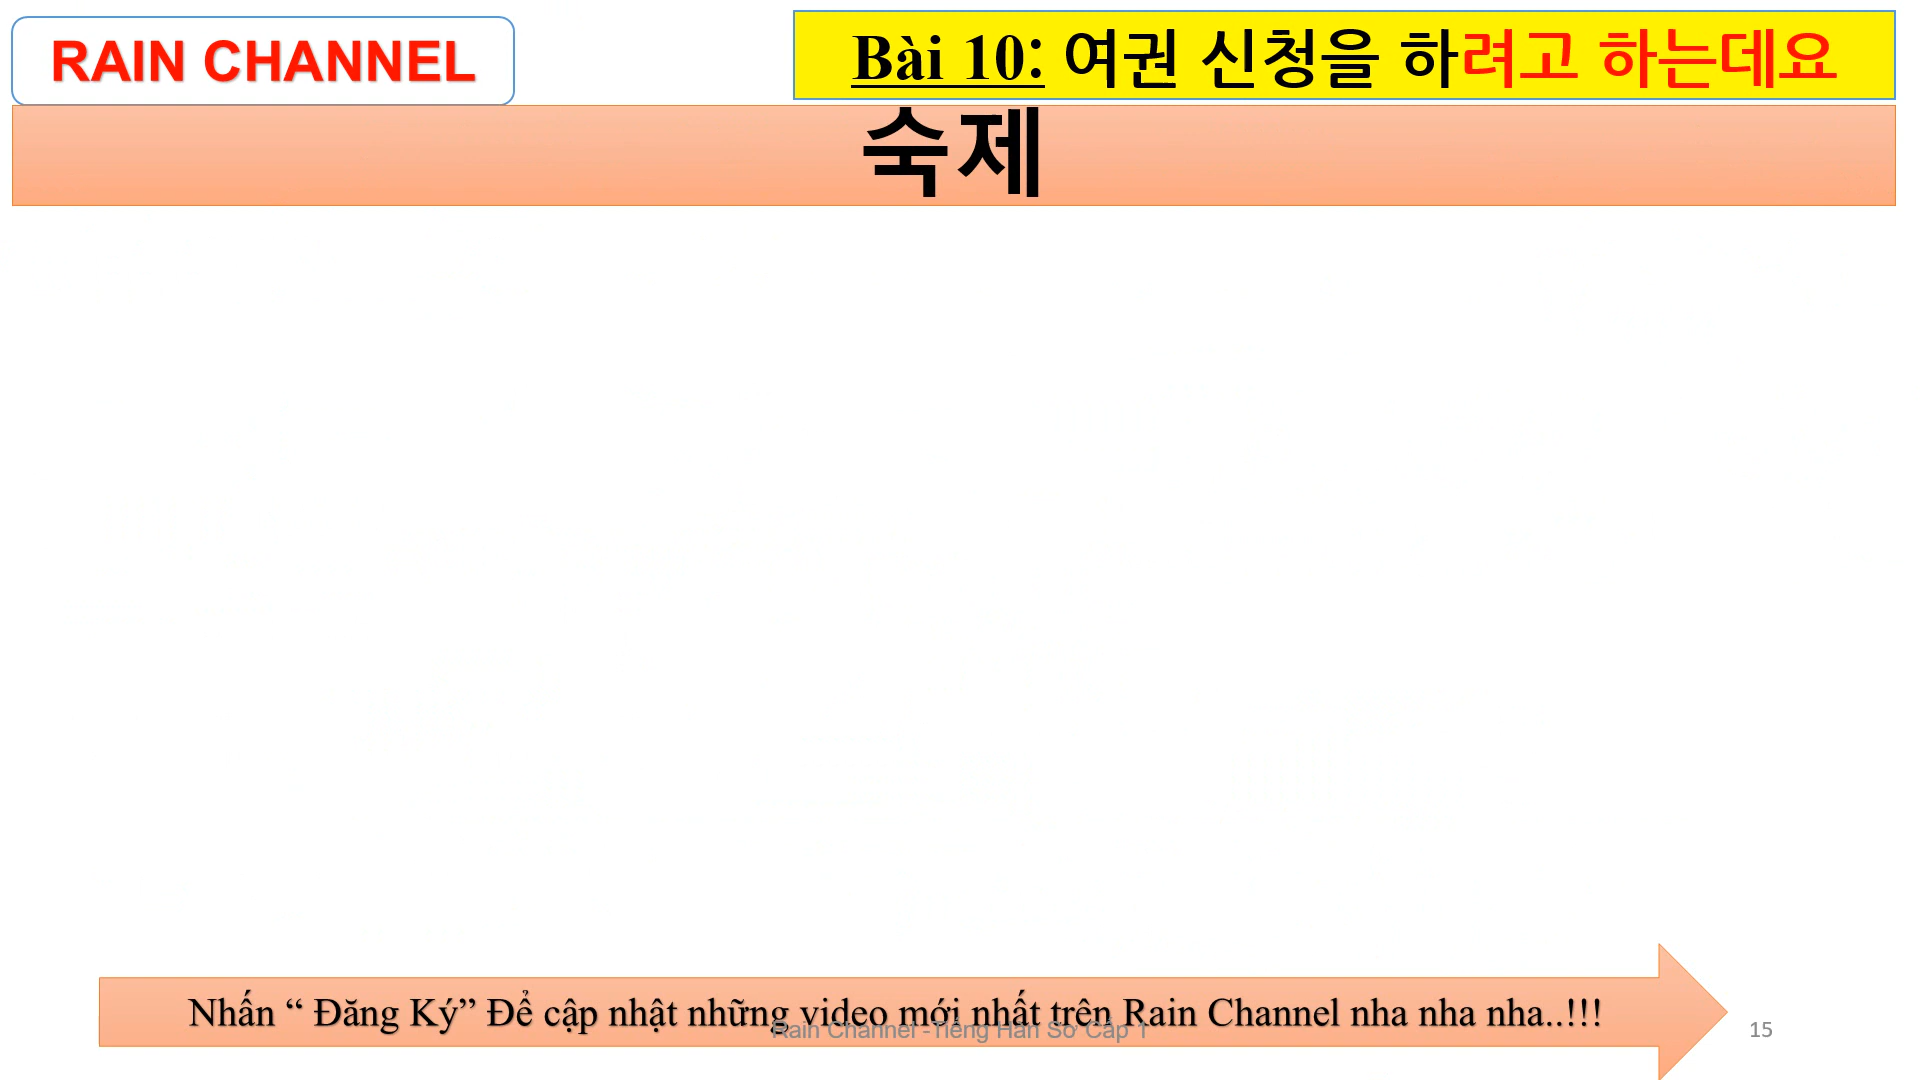 RAIN CHANNEL
Bài 10: 여권 신청을 하려고 하는데요
숙제
Nhấn “ Đăng Ký” Để cập nhật những video mới nhất trên Rain Channel nha nha nha..!!!
Rain Channel -Tiếng Hàn Sơ Cấp 1
15